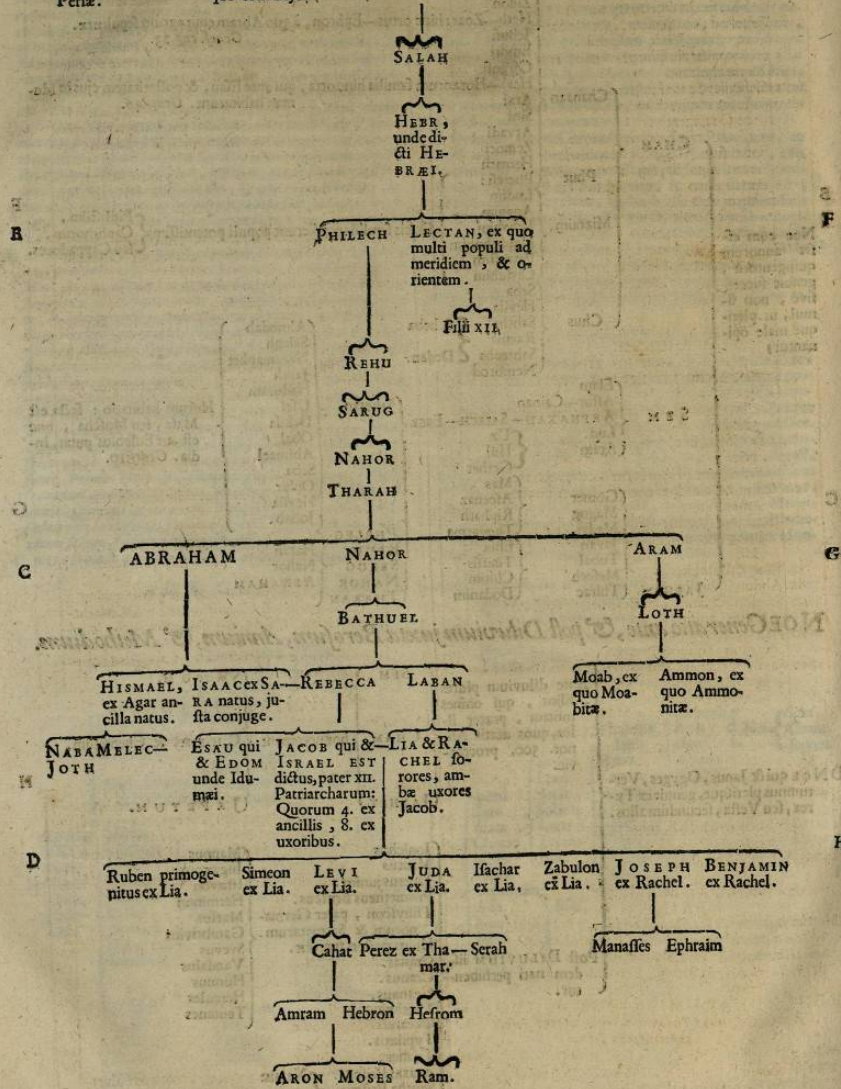 Persiæ.
SALAH
HEBR,
unde di-
cti HE-
BRÆI.
B
F
PHILECH
LECTAN, ex quo
multi populi ad
meridiem, & o-
rientem.
Filii XII.
REHU
SARUG
NAHOR
THARAH
C
G
ABRAHAM NAHOR ARAM
BATHUEL
LOTH
HISMAEL,
ex Agar an-
cilla natus.
ISAAC ex SA-
RA natus, ju-
sta conjuge.
—REBECCA
LABAN
Moab, ex
quo Moa-
bitæ.
Ammon, ex
quo Ammo-
nitæ.
NABAMELEC—
JOTH
ESAU qui
& EDOM
unde Idu-
mæi.
JACOB qui &—
ISRAEL EST
dictus, pater XII.
Patriarcharum:
Quorum 4. ex
ancillis, 8. ex
uxoribus.
LIA & RA-
CHEL so-
rores, am-
bæ uxores
Jacob.
D
H
Ruben primoge-
nitus ex Lia.
Simeon
ex Lia.
LEVI
ex Lia.
JUDA
ex Lia.
Isachar
ex Lia,
Zabulon
ex Lia.
JOSEPH
ex Rachel.
BENJAMIN
ex Rachel.
Cahat
Perez ex Tha—
mar.
Serah
Manasses Ephraim
Amram Hebron
Hesrom
ARON MOSES
Ram.